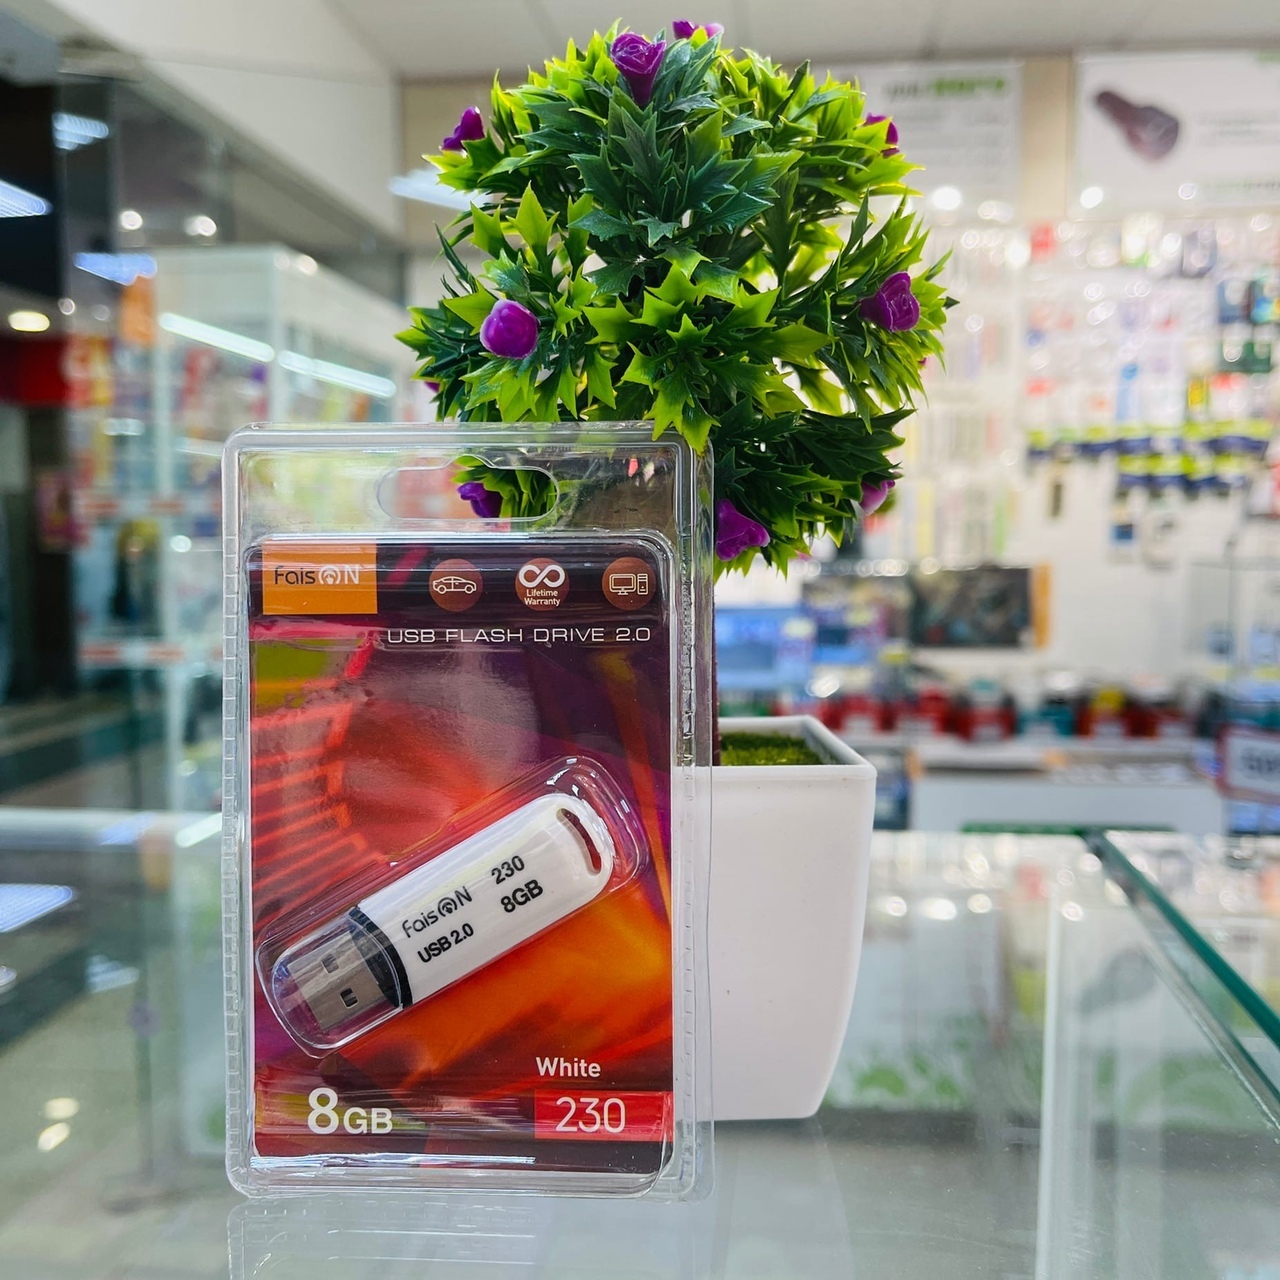 FaisON
Lifetime
Warranty
USB FLASH DRIVE 2.0
FaisON 230
USB 2.0 8GB
White
8GB 230